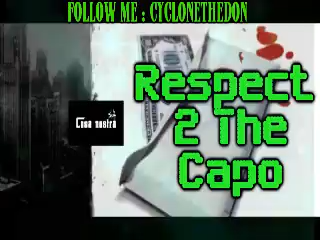 FOLLOW ME : CYCLONETHEDON
Respect
2 The
Capo
Cosa nostra